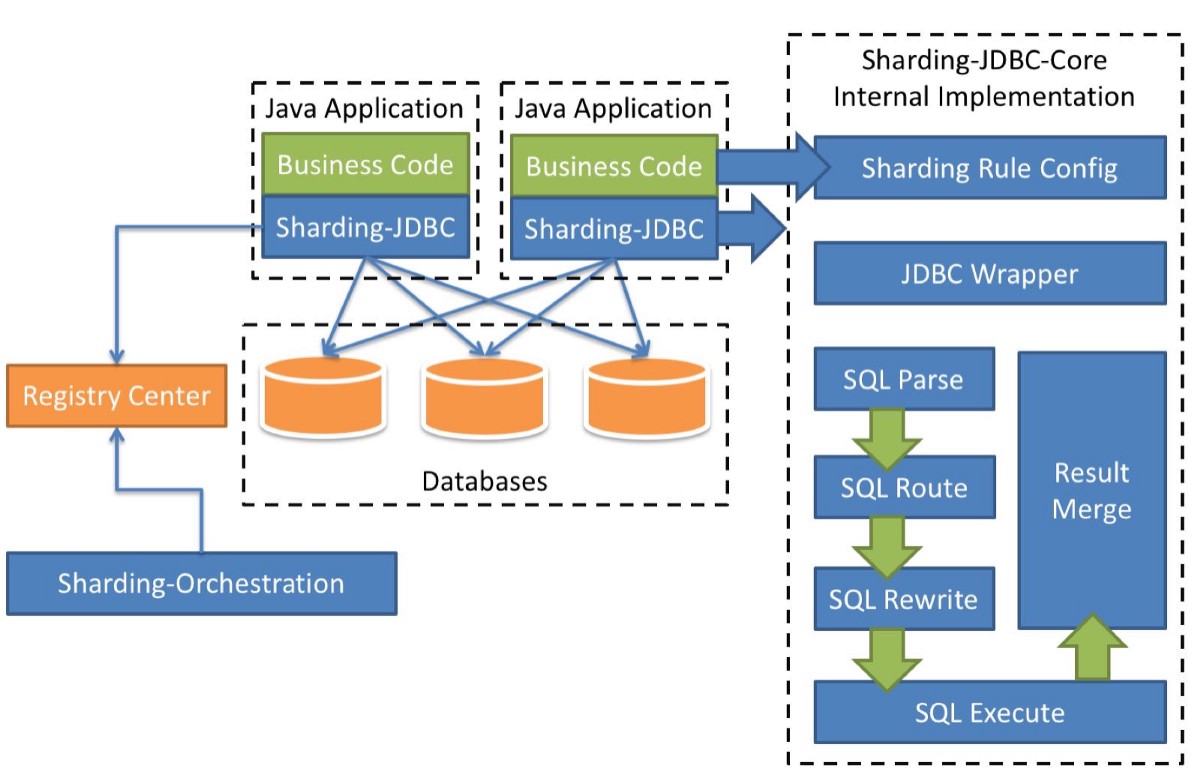 Sharding-JDBC-Core
Internal Implementation
Java Application
Java Application
Business Code
Business Code
Sharding Rule Config
Sharding-JDBC
Sharding-JDBC
JDBC Wrapper
SQL Parse
Registry Center
Databases
SQL Route
Result
Merge
Sharding-Orchestration
SQL Rewrite
SQL Execute